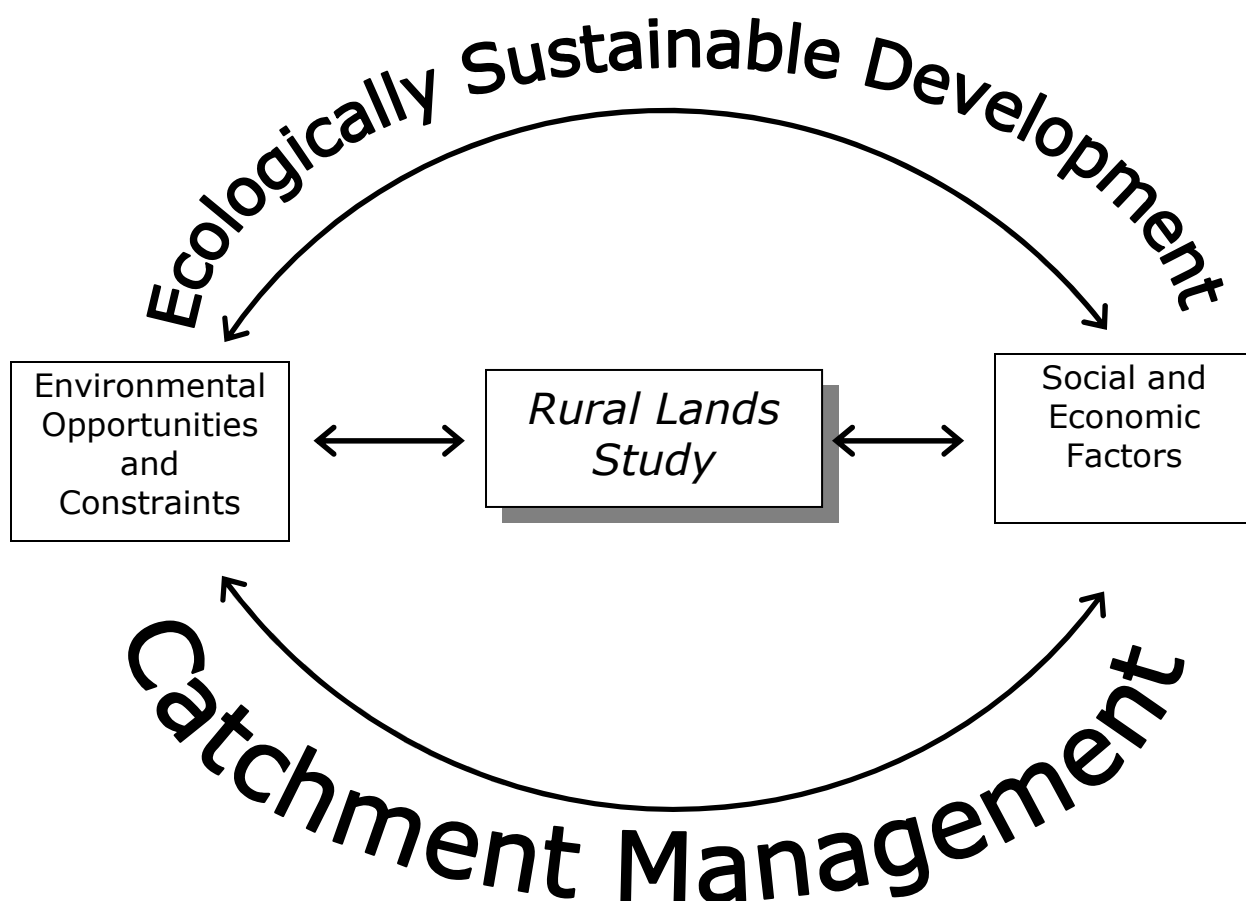 Ecologically Sustainable Development
Environmental
Opportunities
and
Constraints
Rural Lands
Study
Social and
Economic
Factors
Catchment Management